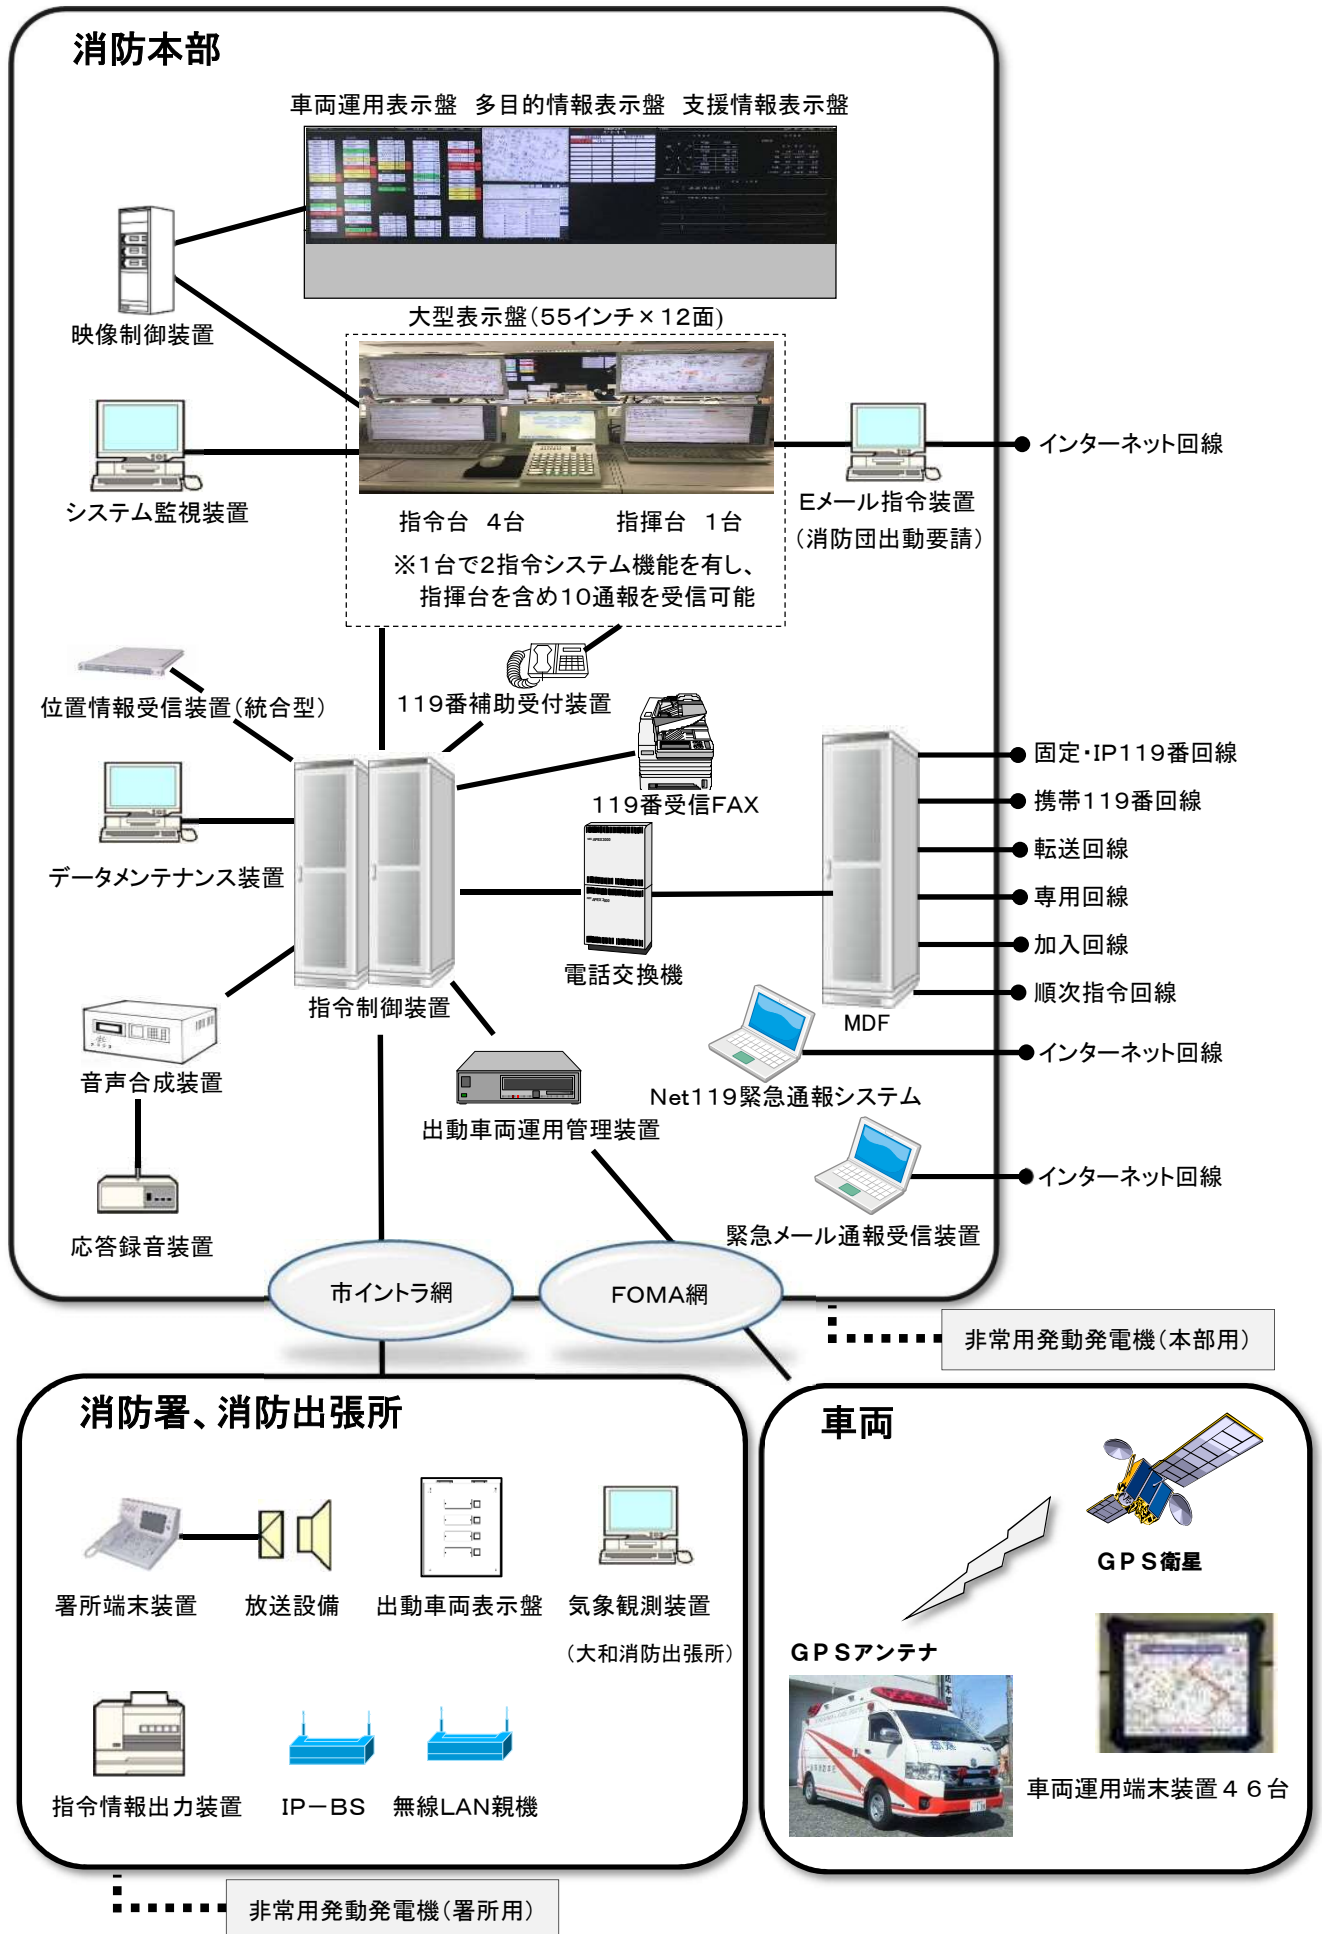 消防本部
車両運用表示盤 多目的情報表示盤 支援情報表示盤
大型表示盤(55インチ×12面)
映像制御装置
システム監視装置
指令台 4台 指揮台 1台
※1台で2指令システム機能を有し、
指揮台を含め10通報を受信可能
Eメール指令装置
(消防団出動要請)
インターネット回線
位置情報受信装置(統合型)
119番補助受付装置
119番受信FAX
データメンテナンス装置
電話交換機
指令制御装置
MDF
固定・IP119番回線
携帯119番回線
転送回線
専用回線
加入回線
順次指令回線
音声合成装置
応答録音装置
出動車両運用管理装置
Net119緊急通報システム
インターネット回線
緊急メール通報受信装置
インターネット回線
市イントラ網
FOMA網
非常用発動発電機(本部用)
消防署、消防出張所
署所端末装置
放送設備
出動車両表示盤
気象観測装置
(大和消防出張所)
指令情報出力装置
IP-BS
無線LAN親機
非常用発動発電機(署所用)
車両
GPS衛星
GPSアンテナ
車両運用端末装置46台